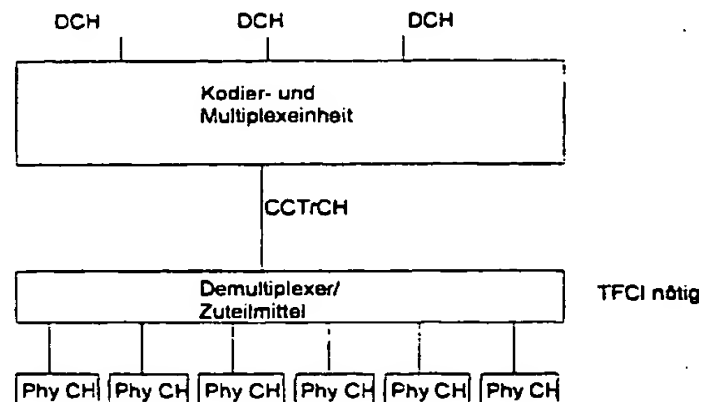 DCH DCH DCH
Kodier- und
Multiplexeinheit
CCTrCH
Demultiplexer/
Zuteilmittel
TFCI nötig
Phy CH Phy CH Phy CH Phy CH Phy CH Phy CH